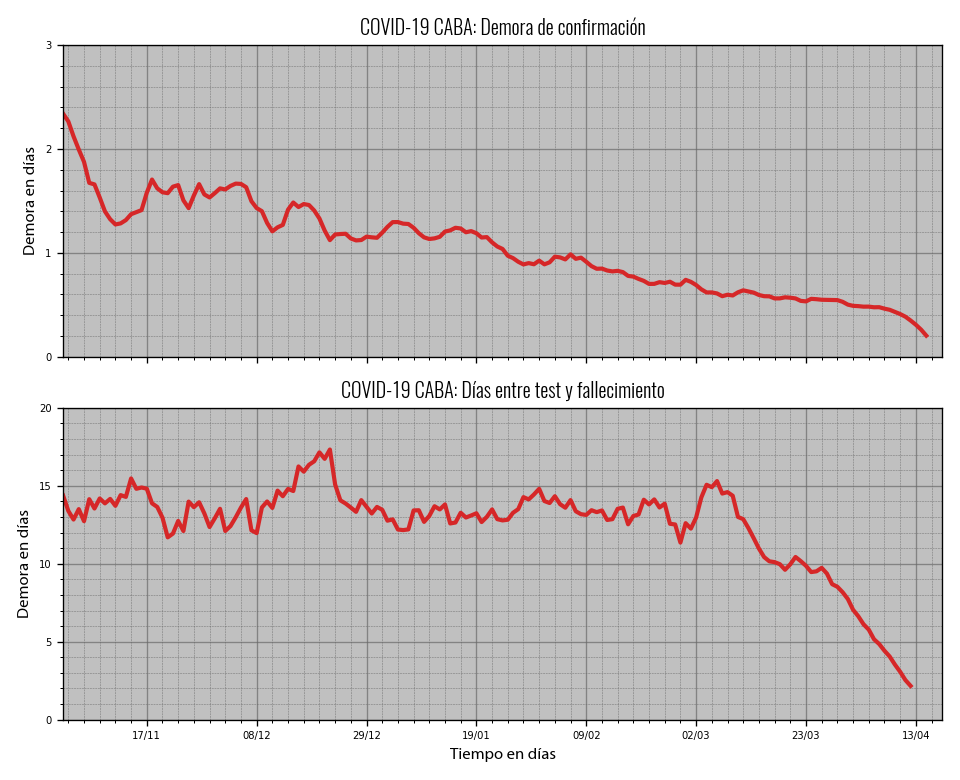 COVID-19 CABA: Demora de confirmación
3
2
1
0
Demora en días
COVID-19 CABA: Días entre test y fallecimiento
20
15
10
5
0
Demora en días
17/11 08/12 29/12 19/01 09/02 02/03 23/03 13/04
Tiempo en días